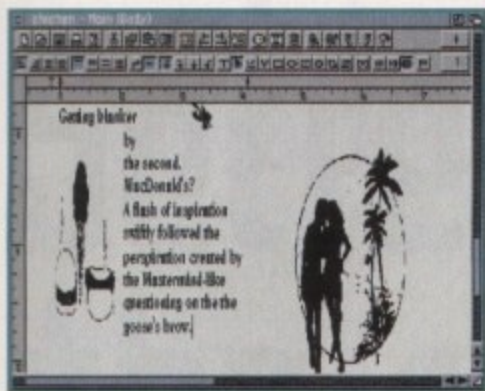 Getting blanker
by
the second.
MacDonald's?
A flash of inspiration
swiftly followed the
perspiration created by
the Mastermind-like
questioning on the the
goose's brow.